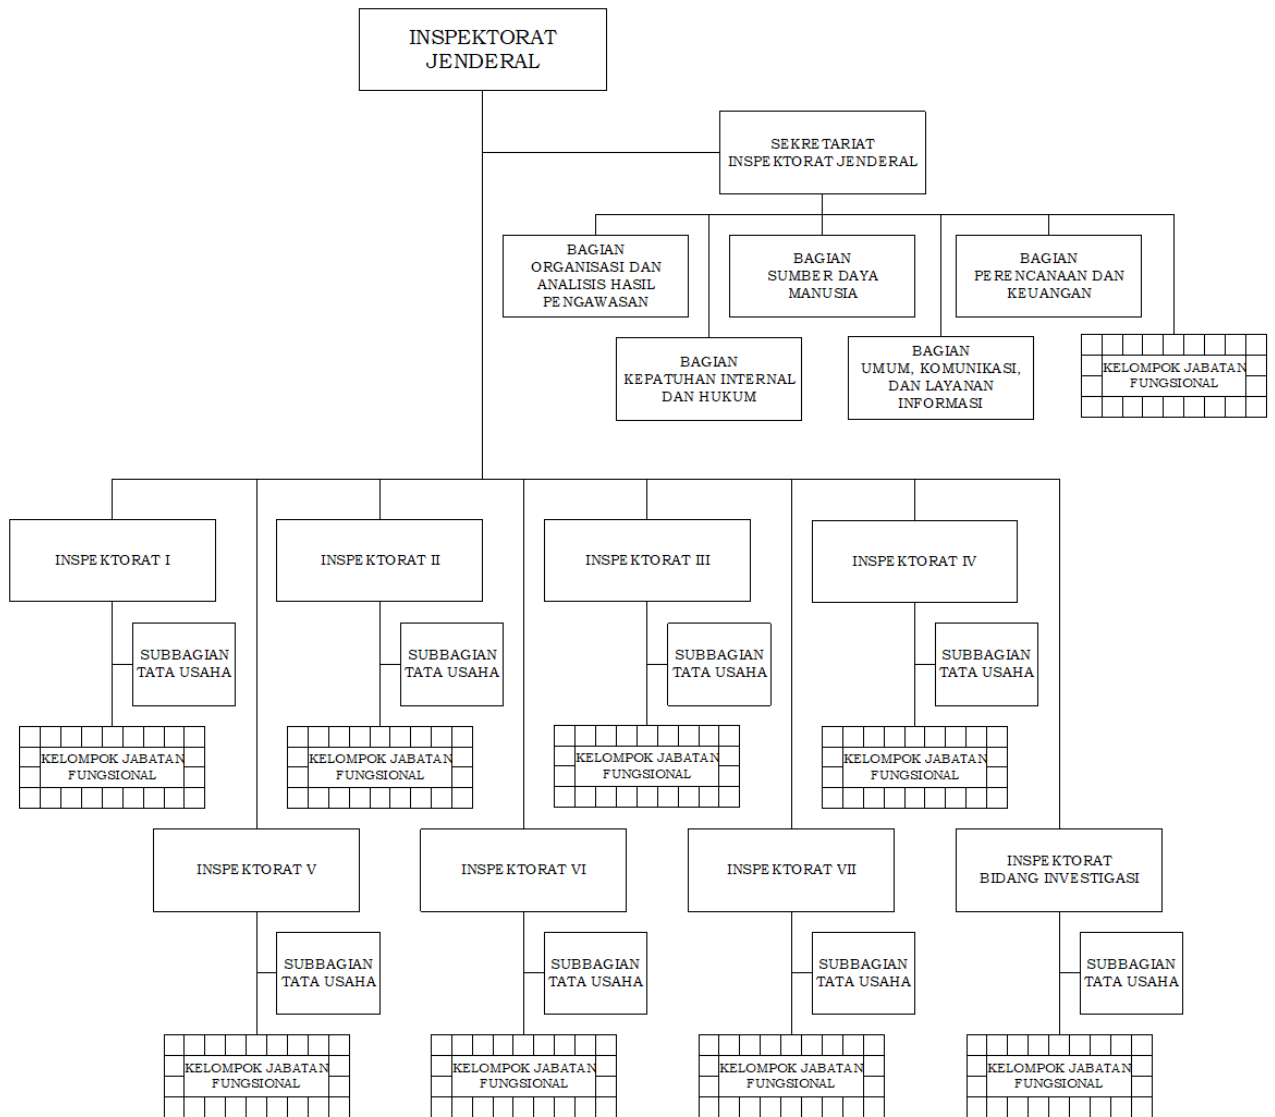 INSPEKTORAT
JENDERAL
SEKRETARIAT
INSPEKTORAT JENDERAL
BAGIAN
ORGANISASI DAN
ANALISIS HASIL
PENGAWASAN
BAGIAN
SUMBER DAYA
MANUSIA
BAGIAN
PERENCANAAN DAN
KEUANGAN
BAGIAN
KEPATUHAN INTERNAL
DAN HUKUM
BAGIAN
UMUM, KOMUNIKASI,
DAN LAYANAN
INFORMASI
KELOMPOK JABATAN
FUNGSIONAL
INSPEKTORAT I
INSPEKTORAT II
INSPEKTORAT III
INSPEKTORAT IV
SUBBAGIAN
TATA USAHA
SUBBAGIAN
TATA USAHA
SUBBAGIAN
TATA USAHA
SUBBAGIAN
TATA USAHA
KELOMPOK JABATAN
FUNGSIONAL
KELOMPOK JABATAN
FUNGSIONAL
KELOMPOK JABATAN
FUNGSIONAL
KELOMPOK JABATAN
FUNGSIONAL
INSPEKTORAT V
INSPEKTORAT VI
INSPEKTORAT VII
INSPEKTORAT
BIDANG INVESTIGASI
SUBBAGIAN
TATA USAHA
SUBBAGIAN
TATA USAHA
SUBBAGIAN
TATA USAHA
SUBBAGIAN
TATA USAHA
KELOMPOK JABATAN
FUNGSIONAL
KELOMPOK JABATAN
FUNGSIONAL
KELOMPOK JABATAN
FUNGSIONAL
KELOMPOK JABATAN
FUNGSIONAL